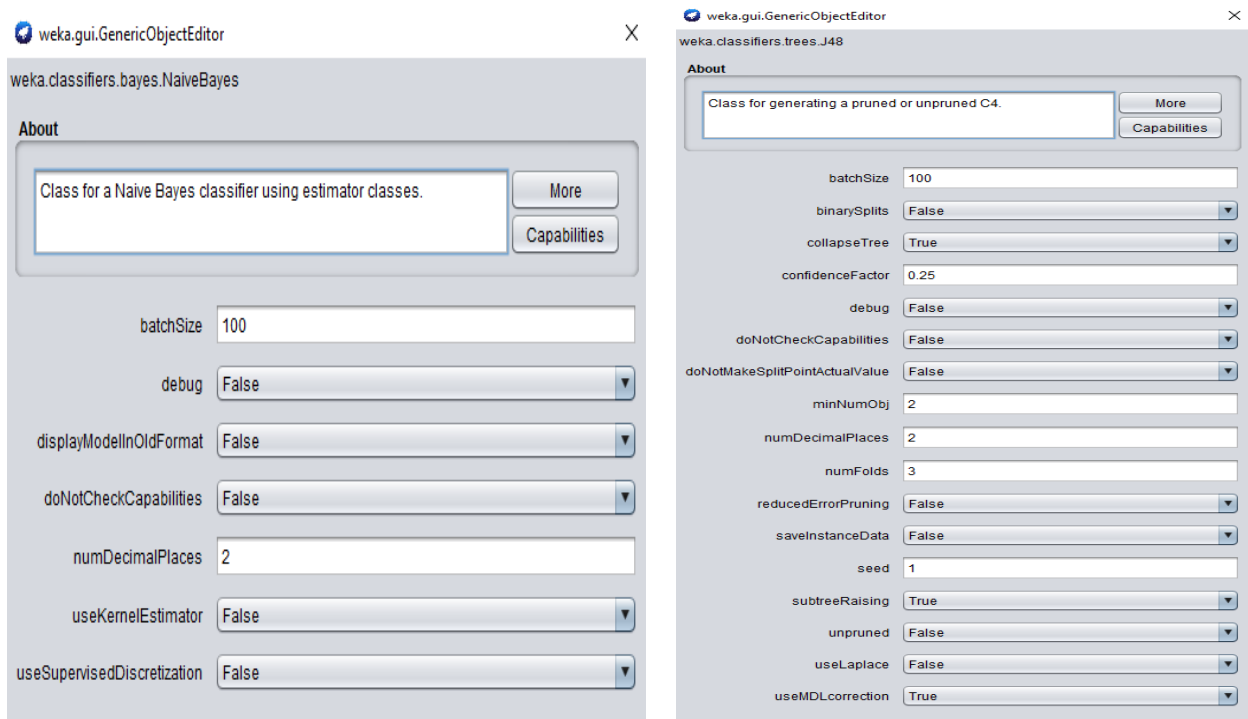 weka.gui.GenericObjectEditor
weka.classifiers.bayes.NaiveBayes
About
Class for a Naive Bayes classifier using estimator classes.
More
Capabilities
batchSize 100
debug False
displayModelInOldFormat False
doNotCheckCapabilities False
numDecimalPlaces 2
useKernelEstimator False
useSupervisedDiscretization False
weka.gui.GenericObjectEditor
weka.classifiers.trees.J48
About
Class for generating a pruned or unpruned C4.
More
Capabilities
batchSize 100
binarySplits False
collapseTree True
confidenceFactor 0.25
debug False
doNotCheckCapabilities False
doNotMakeSplitPointActualValue False
minNumObj 2
numDecimalPlaces 2
numFolds 3
reducedErrorPruning False
saveInstanceData False
seed 1
subtreeRaising True
unpruned False
useLaplace False
useMDLcorrection True